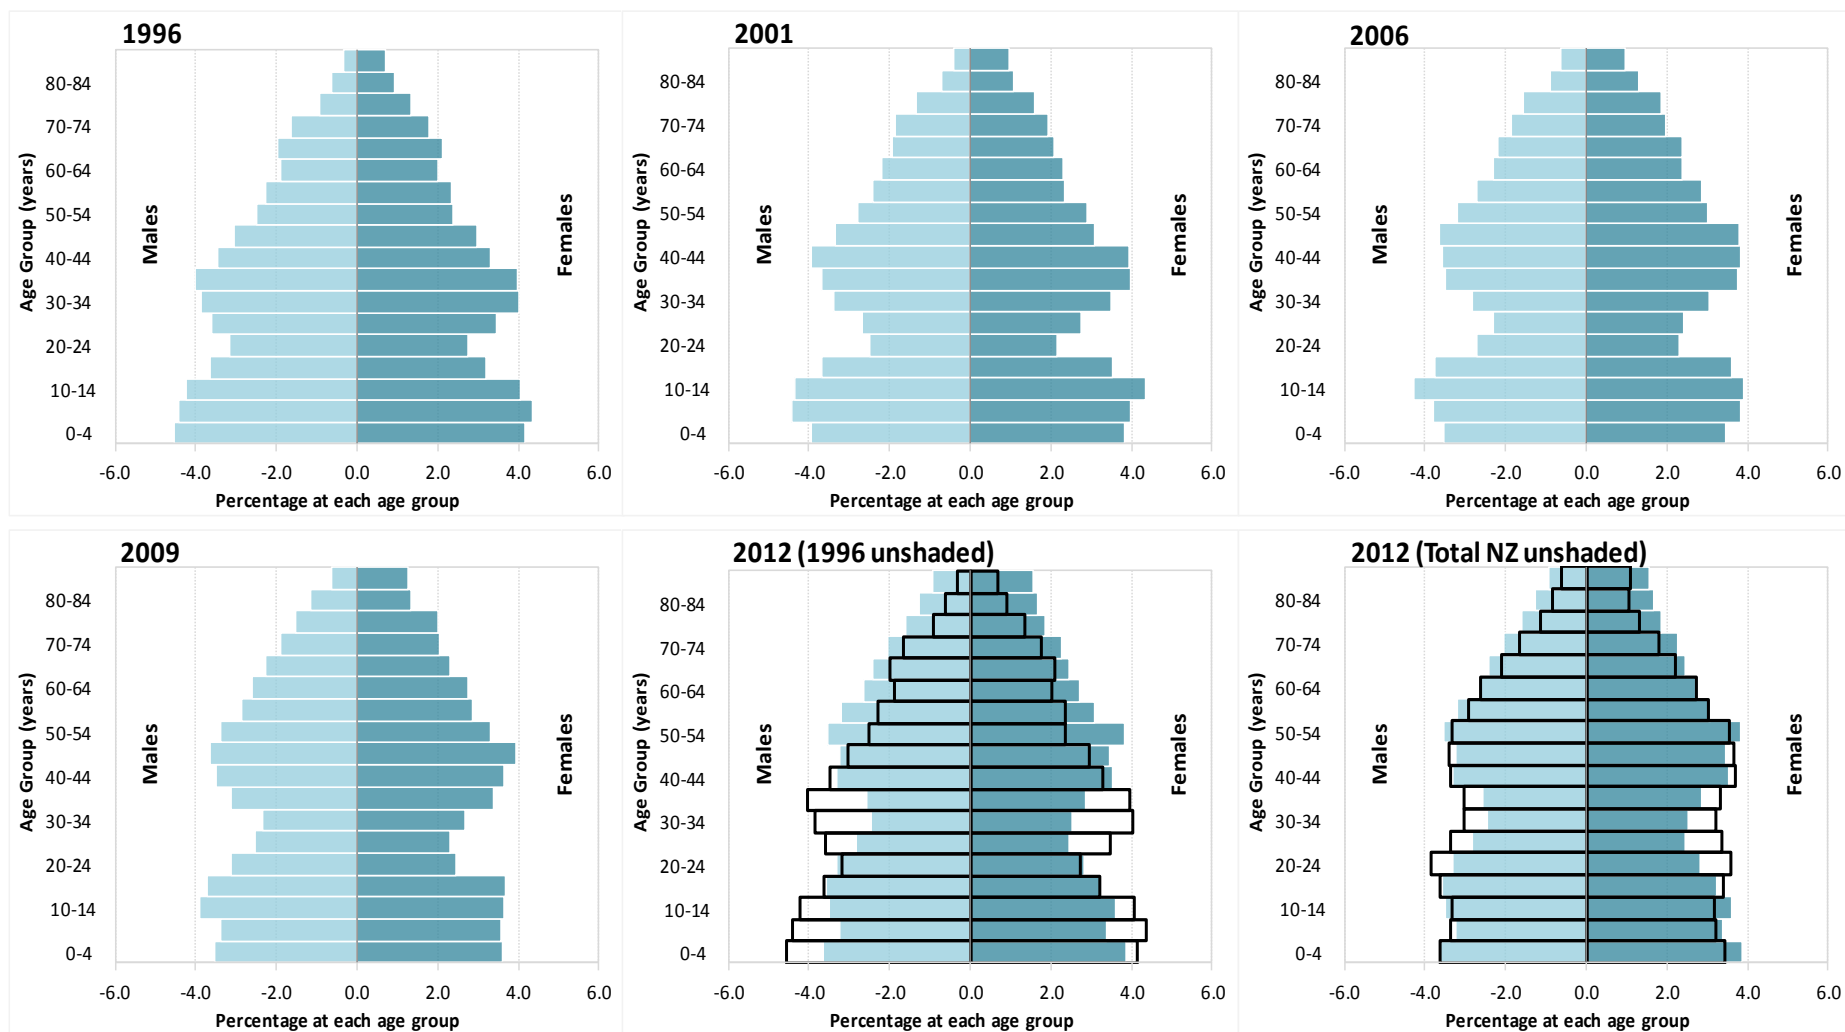 1996
Age Group (years)
80-84
70-74
60-64
50-54
40-44
30-34
20-24
10-14
0-4
Males
Females
-6.0 -4.0 -2.0 0.0 2.0 4.0 6.0
Percentage at each age group
2001
Age Group (years)
80-84
70-74
60-64
50-54
40-44
30-34
20-24
10-14
0-4
Males
Females
-6.0 -4.0 -2.0 0.0 2.0 4.0 6.0
Percentage at each age group
2006
Age Group (years)
80-84
70-74
60-64
50-54
40-44
30-34
20-24
10-14
0-4
Males
Females
-6.0 -4.0 -2.0 0.0 2.0 4.0 6.0
Percentage at each age group
2009
Age Group (years)
80-84
70-74
60-64
50-54
40-44
30-34
20-24
10-14
0-4
Males
Females
-6.0 -4.0 -2.0 0.0 2.0 4.0 6.0
Percentage at each age group
2012 (1996 unshaded)
Age Group (years)
80-84
70-74
60-64
50-54
40-44
30-34
20-24
10-14
0-4
Males
Females
-6.0 -4.0 -2.0 0.0 2.0 4.0 6.0
Percentage at each age group
2012 (Total NZ unshaded)
Age Group (years)
80-84
70-74
60-64
50-54
40-44
30-34
20-24
10-14
0-4
Males
Females
-6.0 -4.0 -2.0 0.0 2.0 4.0 6.0
Percentage at each age group